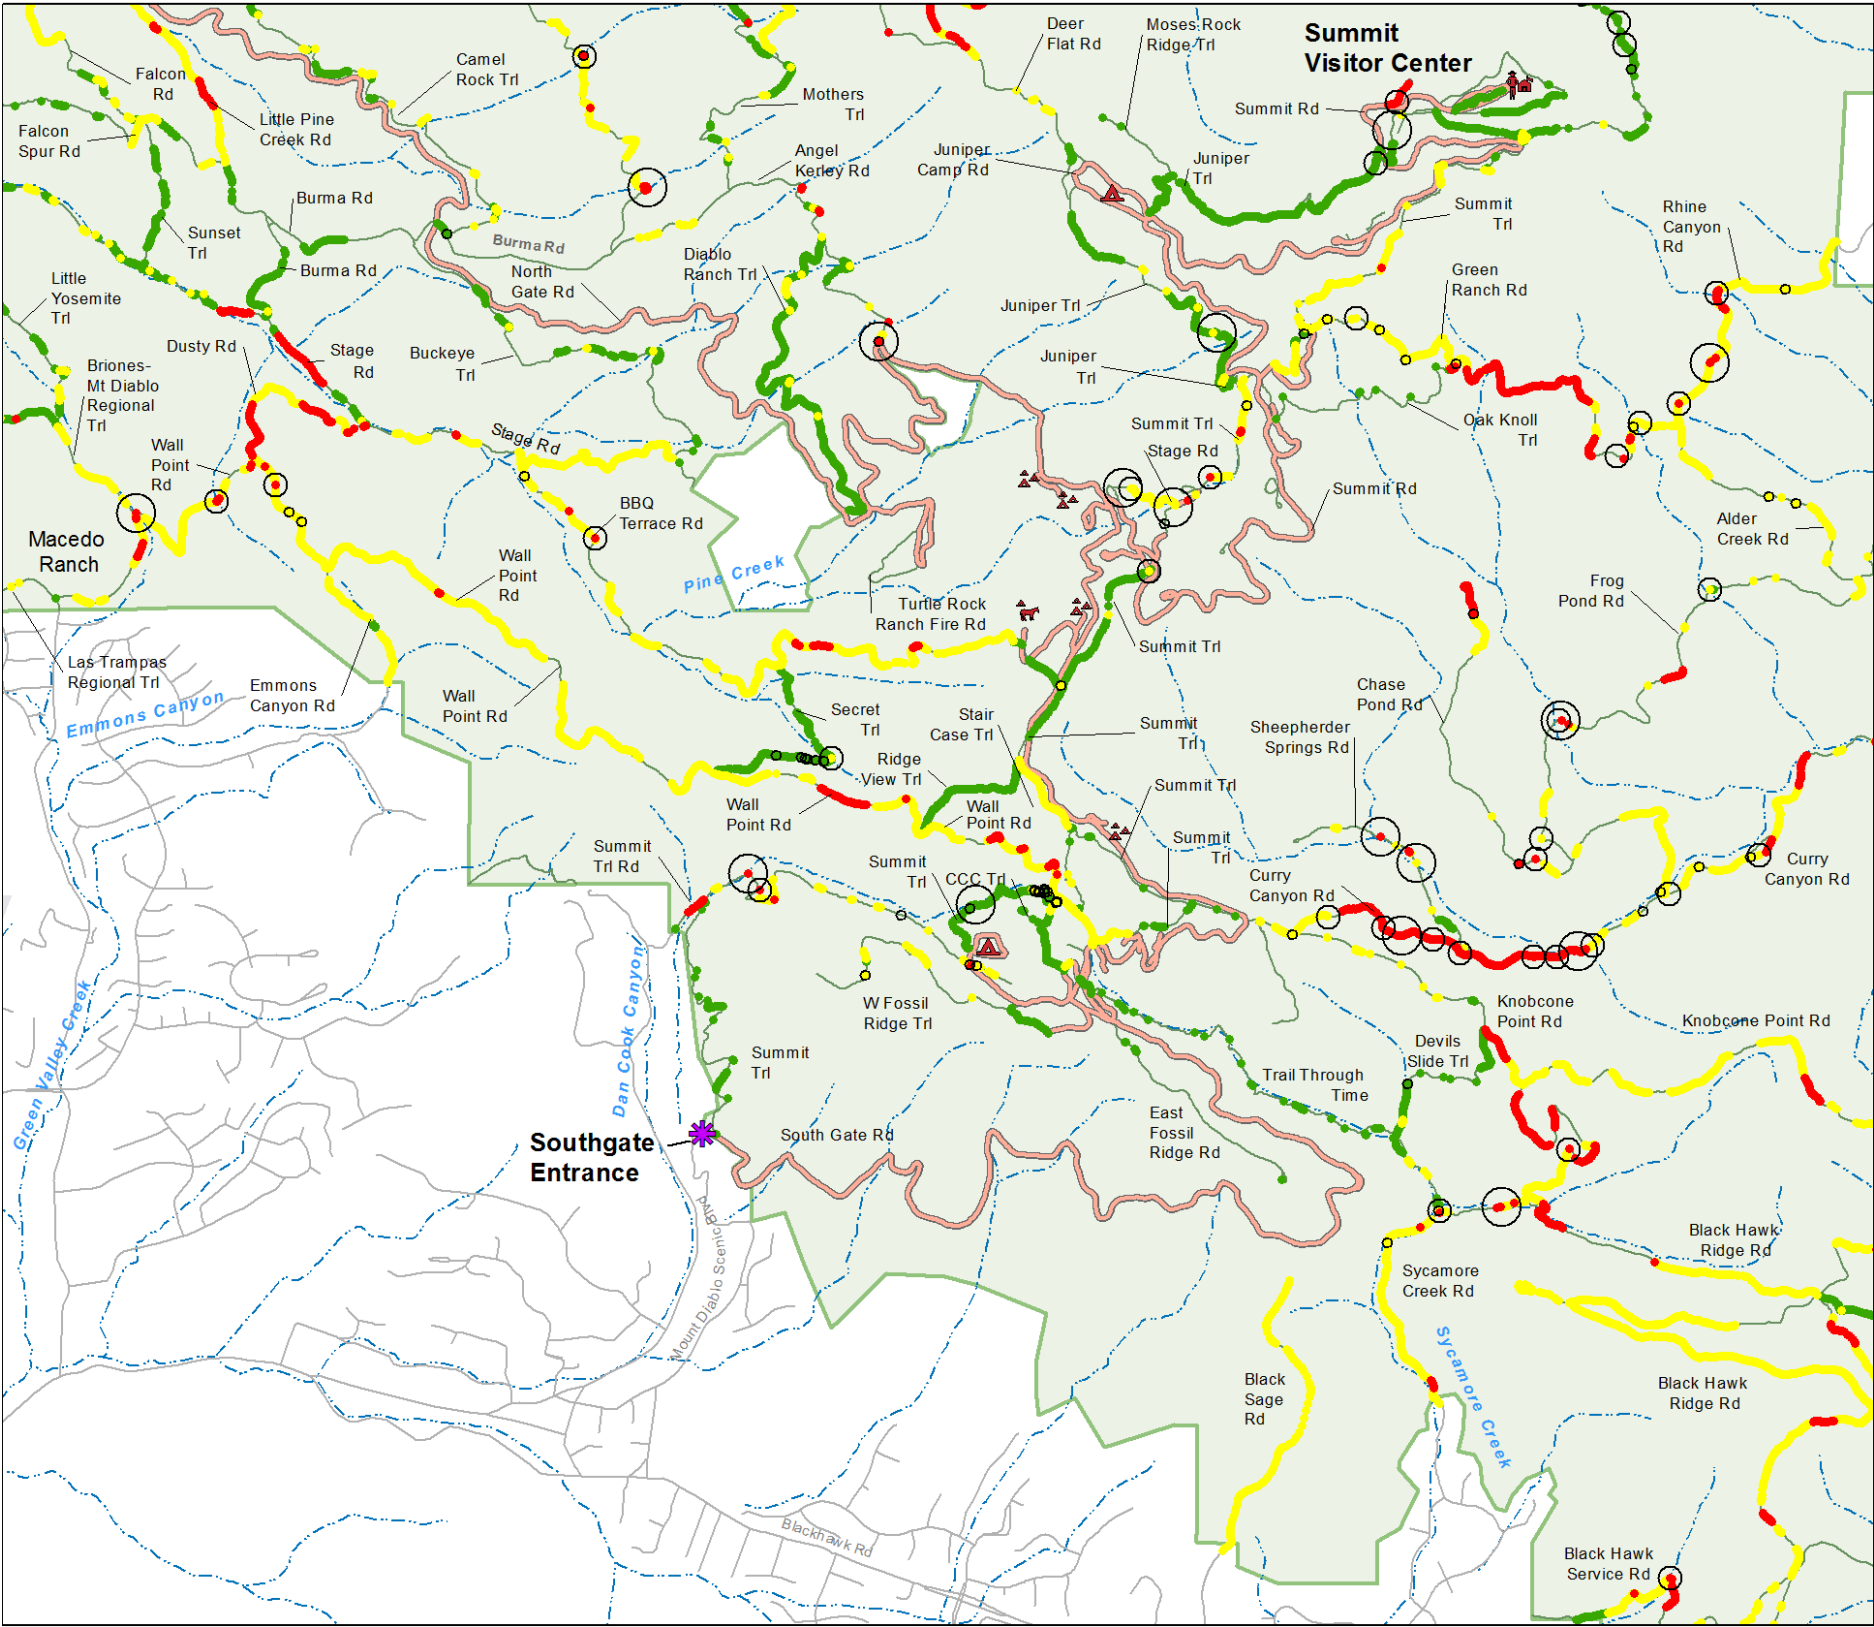 Summit
Visitor Center
Deer
Flat Rd
Moses Rock
Ridge Trl
Falcon
Rd
Camel
Rock Trl
Mothers
Trl
Summit Rd
Falcon
Spur Rd
Little Pine
Creek Rd
Angel
Kerley Rd
Juniper
Camp Rd
Juniper
Trl
Burma Rd
Summit
Trl
Rhine
Canyon
Rd
Sunset
Trl
Burma Rd
Burma Rd
Diablo
Ranch Trl
Little
Yosemite
Trl
North
Gate Rd
Green
Ranch Rd
Juniper Trl
Dusty Rd
Stage
Rd
Buckeye
Trl
Juniper
Trl
Briones-
Mt Diablo
Regional
Trl
Oak Knoll
Trl
Wall
Point
Rd
Stage Rd
Summit Trl
Stage Rd
Summit Rd
BBQ
Terrace Rd
Alder
Creek Rd
Macedo
Ranch
Wall
Point
Rd
Pine Creek
Frog
Pond Rd
Turtle Rock
Ranch Fire Rd
Summit Trl
Las Trampas
Regional Trl
Emmons
Canyon Rd
Emmons Canyon
Wall
Point Rd
Secret
Trl
Stair
Case Trl
Summit
Trl
Chase
Pond Rd
Sheepherder
Springs Rd
Ridge
View Trl
Summit Trl
Wall
Point Rd
Wall
Point Rd
Summit
Trl Rd
Summit
Trl
CCC Trl
Summit
Trl
Curry
Canyon Rd
Curry
Canyon Rd
Dan Cook Canyon
Green Valley Creek
W Fossil
Ridge Trl
Knobcone
Point Rd
Knobcone Point Rd
Devils
Slide Trl
Summit
Trl
Trail Through
Time
East
Fossil
Ridge Rd
South Gate Rd
Southgate
Entrance
Mount Diablo Scenic Blvd
Black Hawk
Ridge Rd
Sycamore
Creek Rd
Sycamore Creek
Black
Sage
Rd
Black Hawk
Ridge Rd
Blackhawk Rd
Black Hawk
Service Rd